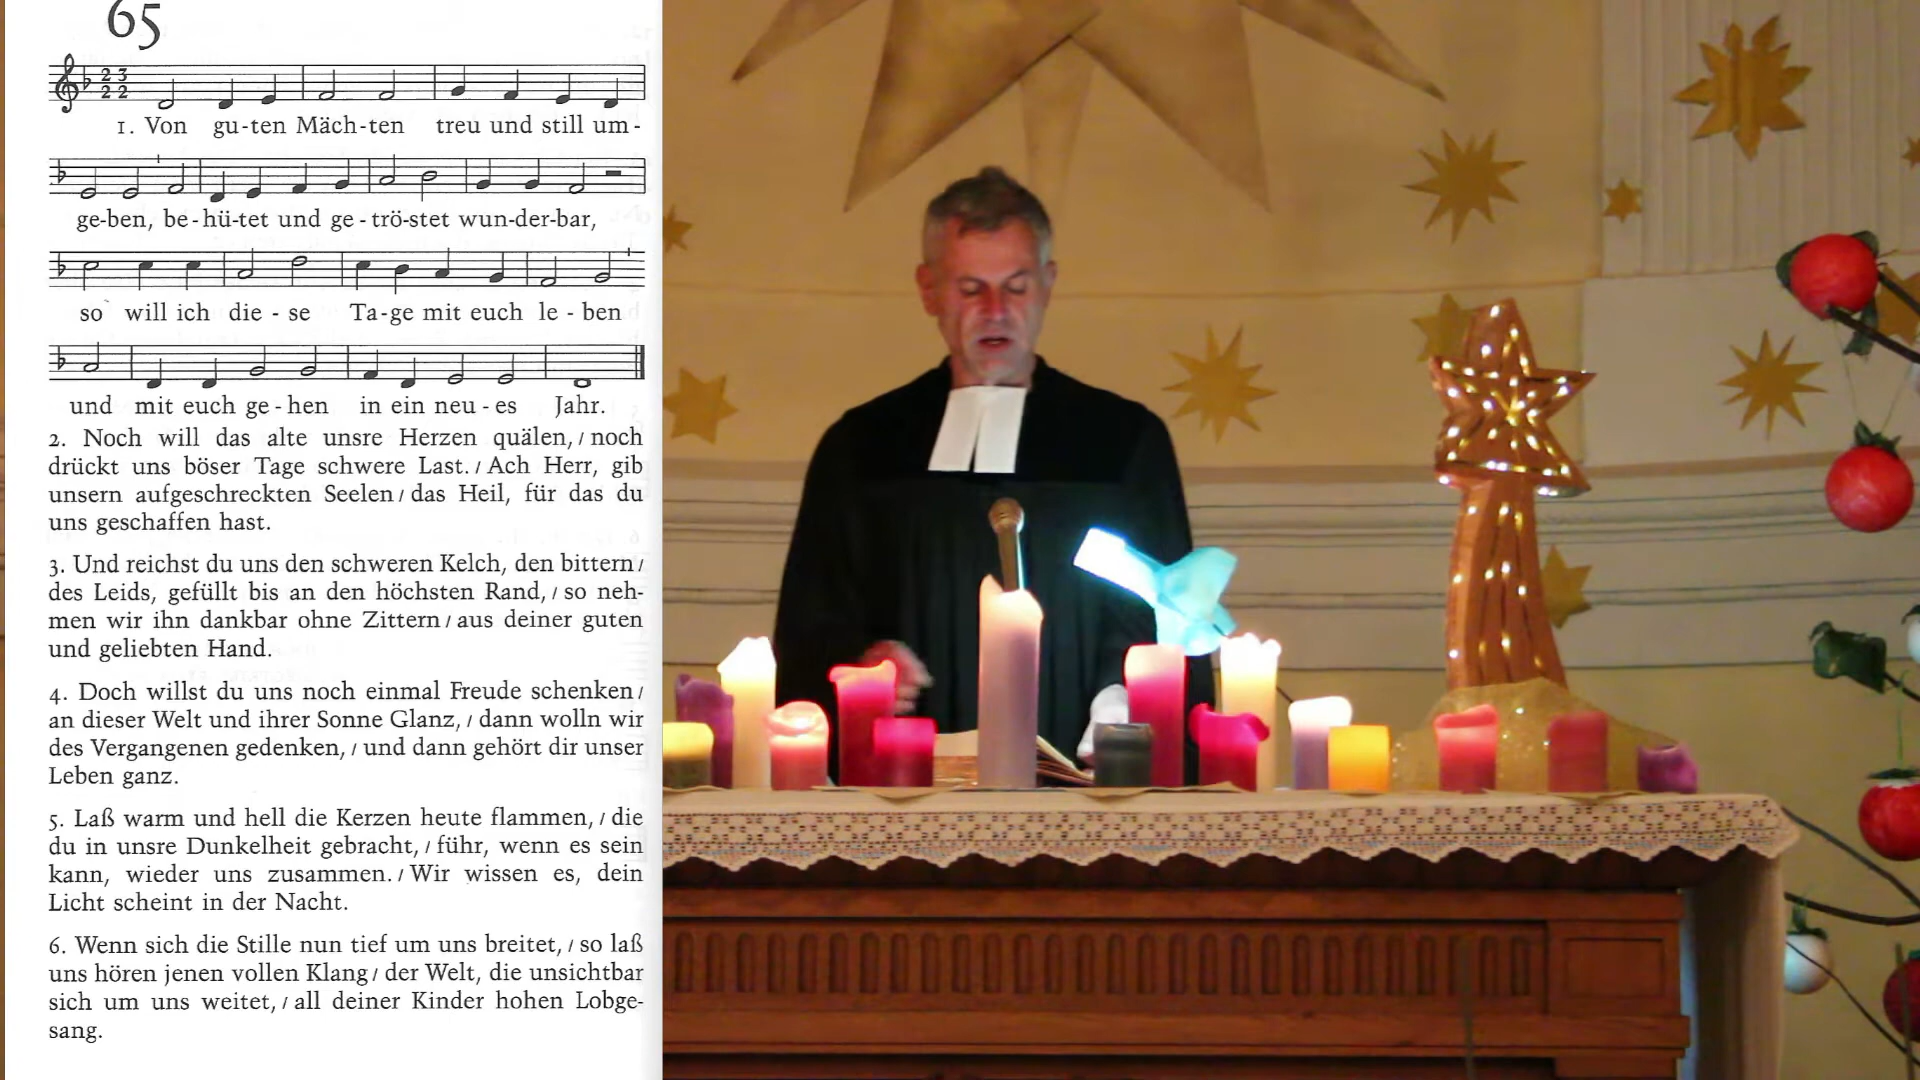 65
1. Von gu-ten Mäch-ten treu und still um-
ge-ben, be-hü-tet und ge-trö-stet wun-der-bar,
so will ich die-se Ta-ge mit euch le-ben
und mit euch ge-hen in ein neu-es Jahr.
2. Noch will das alte unsre Herzen quälen, / noch
drückt uns böser Tage schwere Last. / Ach Herr, gib
unsern aufgeschreckten Seelen / das Heil, für das du
uns geschaffen hast.
3. Und reichst du uns den schweren Kelch, den bittern /
des Leids, gefüllt bis an den höchsten Rand, / so neh-
men wir ihn dankbar ohne Zittern / aus deiner guten
und geliebten Hand.
4. Doch willst du uns noch einmal Freude schenken /
an dieser Welt und ihrer Sonne Glanz, / dann wolln wir
des Vergangenen gedenken, / und dann gehört dir unser
Leben ganz.
5. Laß warm und hell die Kerzen heute flammen, / die
du in unsre Dunkelheit gebracht, / führ, wenn es sein
kann, wieder uns zusammen. / Wir wissen es, dein
Licht scheint in der Nacht.
6. Wenn sich die Stille nun tief um uns breitet, / so laß
uns hören jenen vollen Klang / der Welt, die unsichtbar
sich um uns weitet, / all deiner Kinder hohen Lobge-
sang.